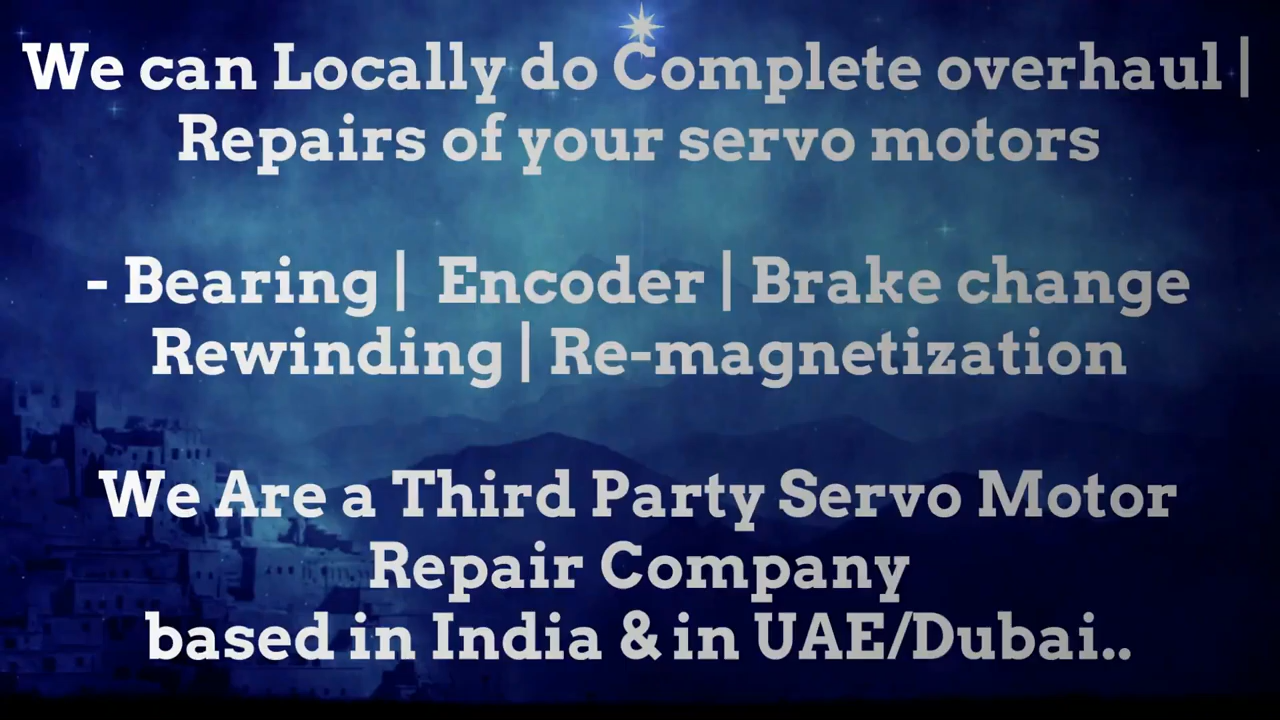 We can Locally do Complete overhaul |
Repairs of your servo motors
- Bearing | Encoder | Brake change
Rewinding | Re-magnetization
We Are a Third Party Servo Motor
Repair Company
based in India & in UAE/Dubai..